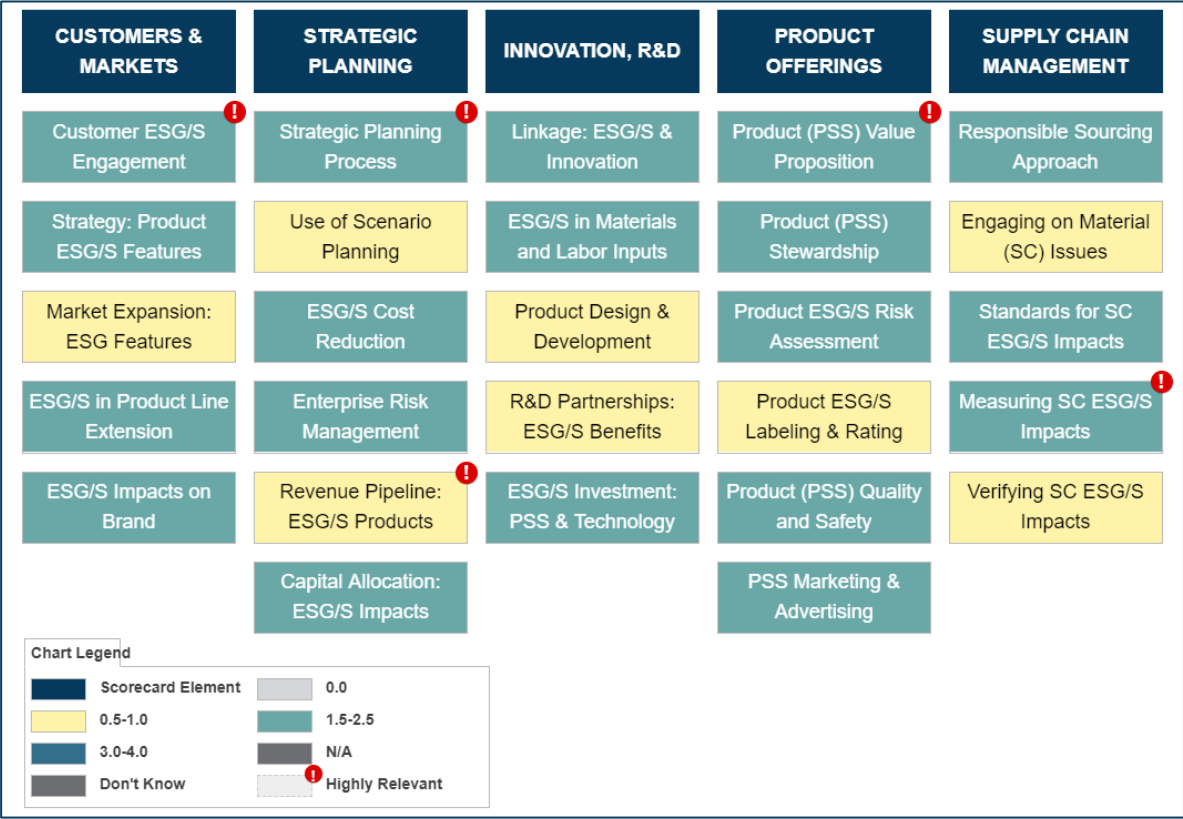 CUSTOMERS &
MARKETS
STRATEGIC
PLANNING
INNOVATION, R&D
PRODUCT
OFFERINGS
SUPPLY CHAIN
MANAGEMENT
Customer ESG/S
Engagement
!
Strategic Planning
Process
!
Linkage: ESG/S &
Innovation
Product (PSS) Value
Proposition
!
Responsible Sourcing
Approach
Strategy: Product
ESG/S Features
Use of Scenario
Planning
ESG/S in Materials
and Labor Inputs
Product (PSS)
Stewardship
Engaging on Material
(SC) Issues
Market Expansion:
ESG Features
ESG/S Cost
Reduction
Product Design &
Development
Product ESG/S Risk
Assessment
Standards for SC
ESG/S Impacts
ESG/S in Product Line
Extension
Enterprise Risk
Management
R&D Partnerships:
ESG/S Benefits
Product ESG/S
Labeling & Rating
Measuring SC ESG/S
Impacts
!
ESG/S Impacts on
Brand
Revenue Pipeline:
ESG/S Products
!
ESG/S Investment:
PSS & Technology
Product (PSS) Quality
and Safety
Verifying SC ESG/S
Impacts
Capital Allocation:
ESG/S Impacts
PSS Marketing &
Advertising
Chart Legend
Scorecard Element
0.0
0.5-1.0
1.5-2.5
3.0-4.0
N/A
Don't Know
!
Highly Relevant